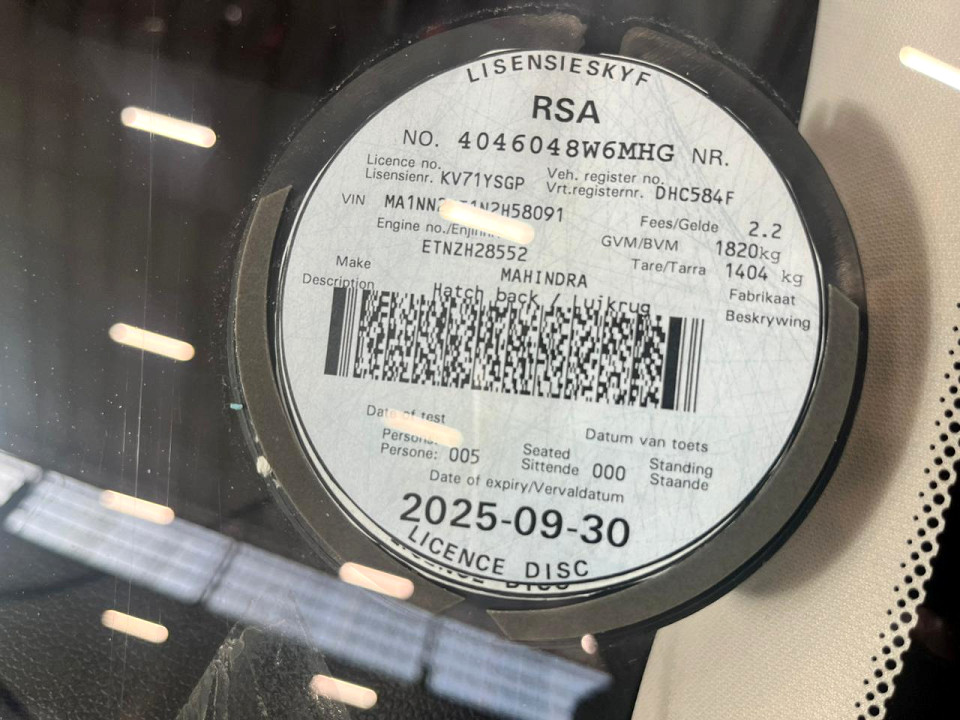 LISENSIESKYF
RSA
NO. 4046048W6MHG NR.
Licence no. Veh. register no.
Lisensienr. KV71YSGP Vrt.registernr. DHC584F
VIN
Fees/Gelde 2.2
Engine no./
ETNZH28552 GVM/BVM 1820kg
Tare/Tarra 1404 kg
Make MAHINDRA Fabrikaat
Description Hatch back / Luikrug Beskrywing
Date of test Datum van toets
Persons:
Persone: 005 Seated
Sittende 000 Standing
Staande
Date of expiry/Vervaldatum
2025-09-30
LICENCE DISC